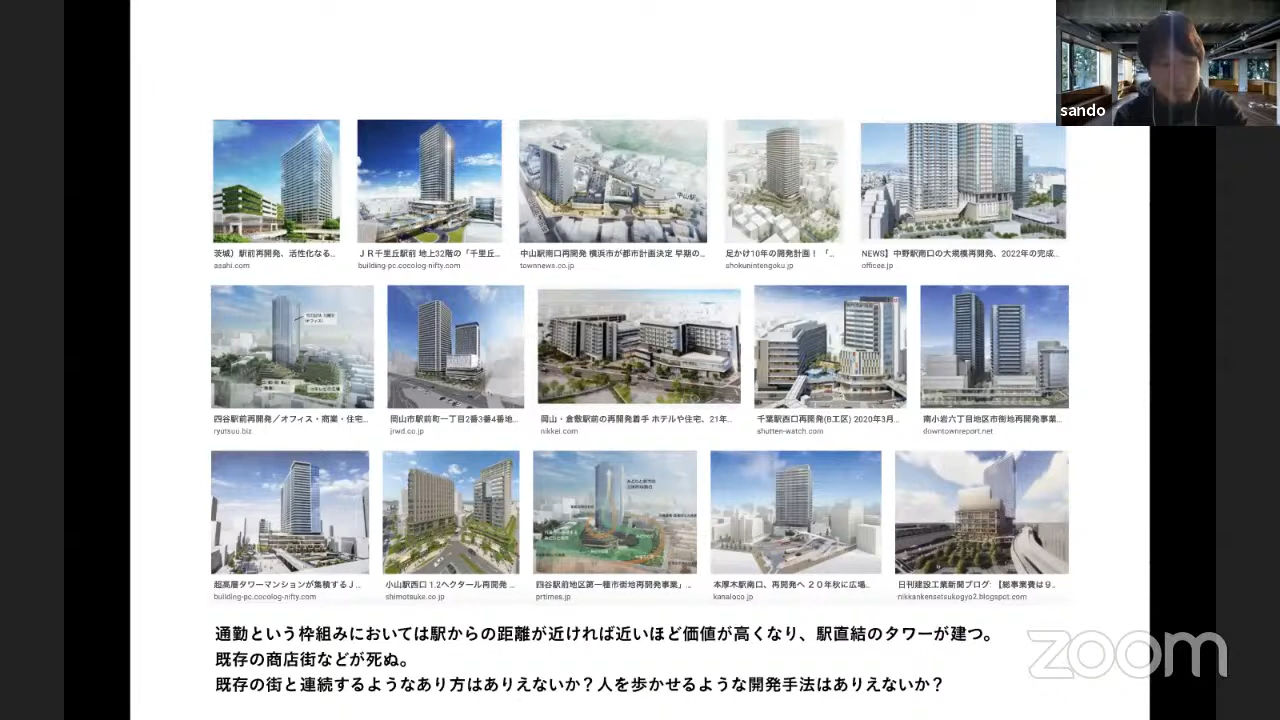 sando
茨城）駅前再開発、活性化なる...
asahi.com
ＪＲ千里丘駅前 地上32階の「千里丘...
building-pc.cocolog-nifty.com
中山駅南口再開発 横浜市が都市計画決定 早期の...
townnews.co.jp
足かけ10年の開発計画！ 「...
shokunintengoku.jp
NEWS】中野駅南口の大規模再開発、2022年の完成...
officee.jp
四谷駅前再開発／オフィス・商業・住宅...
ryutsuu.biz
岡山市駅前町一丁目2番3番4番地...
jrwd.co.jp
岡山・倉敷駅前の再開発着手 ホテルや住宅、21年...
nikkei.com
千葉駅西口再開発(B工区) 2020年3月...
shutten-watch.com
南小岩六丁目地区市街地再開発事業...
downtownreport.net
超高層タワーマンションが集積するＪ...
building-pc.cocolog-nifty.com
小山駅西口 1.2ヘクタール再開発 ...
shimotsuke.co.jp
四谷駅前地区第一種市街地再開発事業」...
prtimes.jp
本厚木駅南口、再開発へ ２０年秋に広場...
kanaloco.jp
日刊建設工業新聞ブログ: 【総事業費は９...
nikkankensetsukogyo2.blogspot.com
通勤という枠組みにおいては駅からの距離が近ければ近いほど価値が高くなり、駅直結のタワーが建つ。
既存の商店街などが死ぬ。
既存の街と連続するようなあり方はありえないか？人を歩かせるような開発手法はありえないか？
zoom